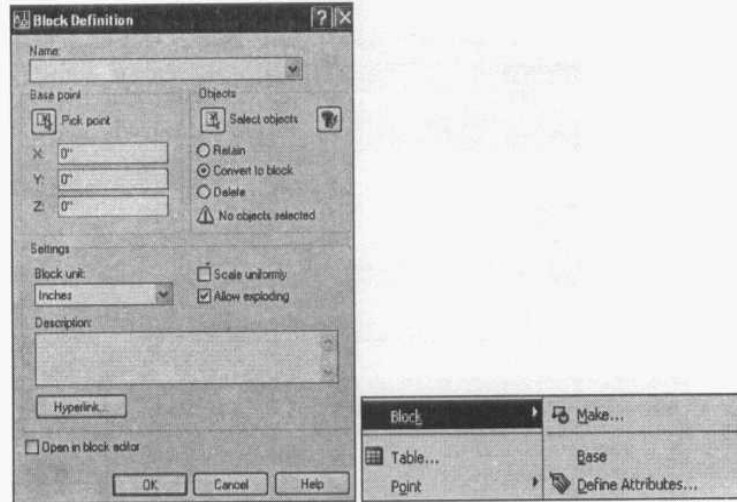 Block Definition
Name:
Base point
Pick point
X: 0"
Y: 0"
Z: 0"
Objects
Select objects
Retain
Convert to block
Delete
No objects selected
Settings
Block unit:
Inches
Scale uniformly
Allow exploding
Description:
Hyperlink...
Open in block editor
OK Cancel Help
Block
Table...
Point
Make...
Base
Define Attributes...